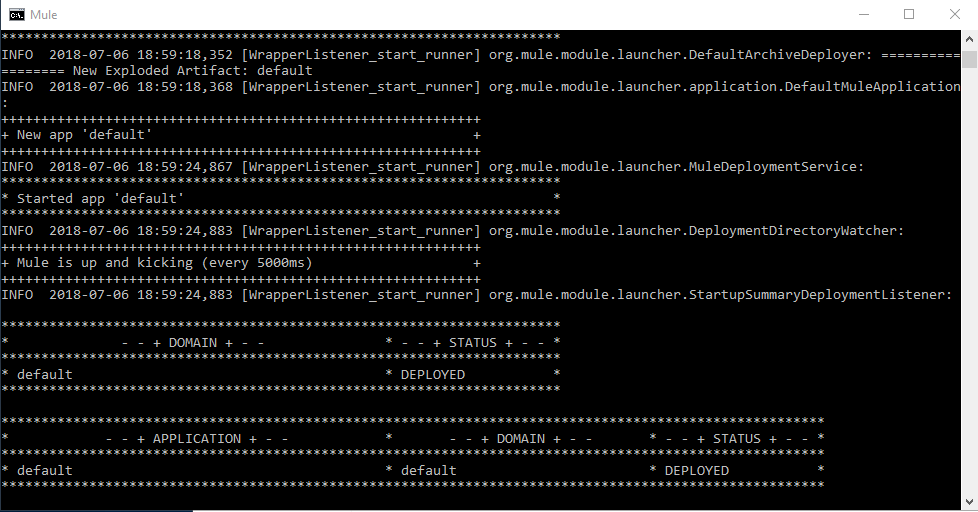 Mule
**********************************************************************
INFO  2018-07-06 18:59:18,352 [WrapperListener_start_runner] org.mule.module.launcher.DefaultArchiveDeployer: ==========
======== New Exploded Artifact: default
INFO  2018-07-06 18:59:18,368 [WrapperListener_start_runner] org.mule.module.launcher.application.DefaultMuleApplication
:
++++++++++++++++++++++++++++++++++++++++++++++++++++++++++++
+ New app 'default'                                        +
++++++++++++++++++++++++++++++++++++++++++++++++++++++++++++
INFO  2018-07-06 18:59:24,867 [WrapperListener_start_runner] org.mule.module.launcher.MuleDeploymentService:
**********************************************************************
* Started app 'default'                                              *
**********************************************************************
INFO  2018-07-06 18:59:24,883 [WrapperListener_start_runner] org.mule.module.launcher.DeploymentDirectoryWatcher:
++++++++++++++++++++++++++++++++++++++++++++++++++++++++++++
+ Mule is up and kicking (every 5000ms)                    +
++++++++++++++++++++++++++++++++++++++++++++++++++++++++++++
INFO  2018-07-06 18:59:24,883 [WrapperListener_start_runner] org.mule.module.launcher.StartupSummaryDeploymentListener:
**********************************************************************
*              - - + DOMAIN + - -               * - - + STATUS + - - *
**********************************************************************
* default                                       * DEPLOYED           *
**********************************************************************
*******************************************************************************************************
*            - - + APPLICATION + - -            *       - - + DOMAIN + - -       * - - + STATUS + - - *
*******************************************************************************************************
* default                                       * default                        * DEPLOYED           *
*******************************************************************************************************